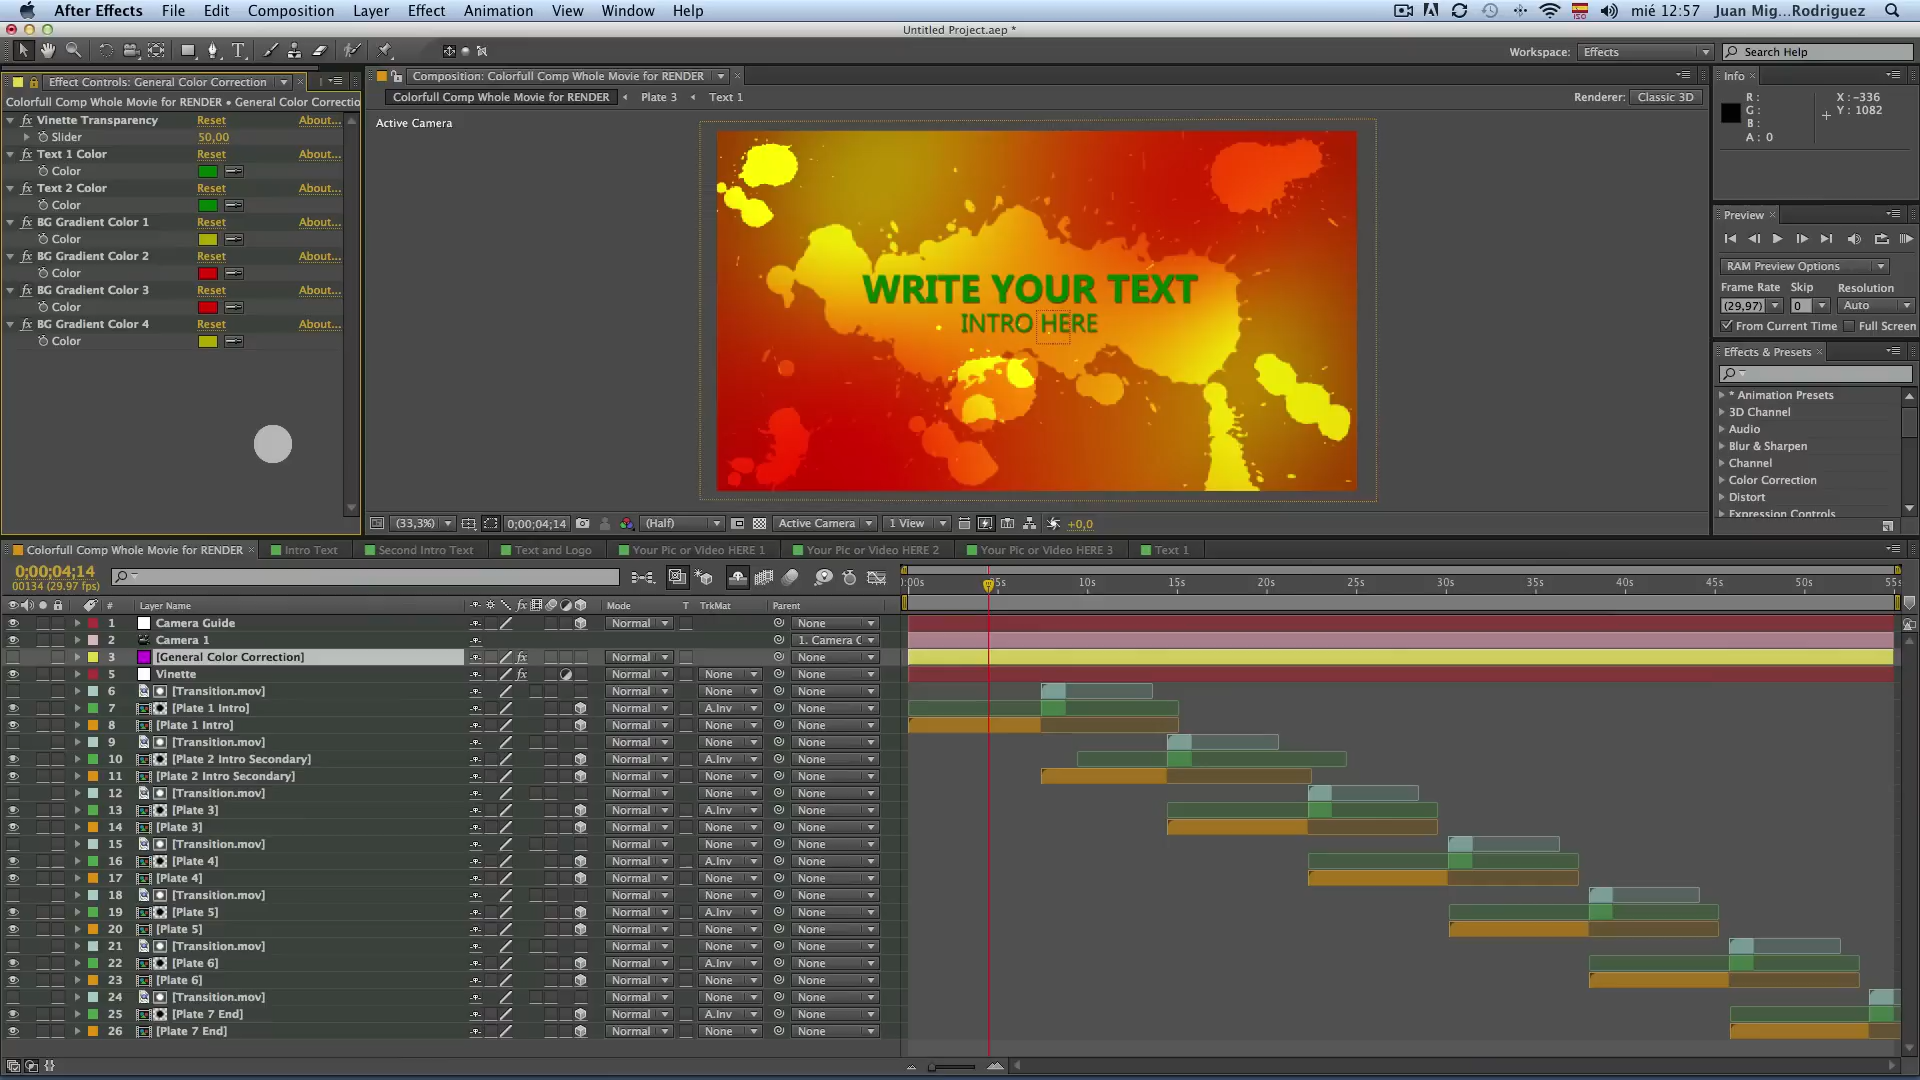 After Effects File Edit Composition Layer Effect Animation View Window Help
mié 12:57 Juan Mig...Rodriguez
Untitled Project.aep *
Workspace: Effects
Search Help
Effect Controls: General Color Correction
Colorfull Comp Whole Movie for RENDER • General Color Correctio
Vinette Transparency Reset About...
Slider 50,00
Text 1 Color Reset About...
Color
Text 2 Color Reset About...
Color
BG Gradient Color 1 Reset About...
Color
BG Gradient Color 2 Reset About...
Color
BG Gradient Color 3 Reset About...
Color
BG Gradient Color 4 Reset About...
Color
Composition: Colorfull Comp Whole Movie for RENDER
Colorfull Comp Whole Movie for RENDER Plate 3 Text 1
Renderer: Classic 3D
Active Camera
WRITE YOUR TEXT
INTRO HERE
(33,3%) 0;00;04;14 (Half) Active Camera 1 View +0,0
Info
R: X: -336
G: Y: 1082
B:
A: 0
Preview
RAM Preview Options
Frame Rate Skip Resolution
(29,97) 0 Auto
From Current Time Full Screen
Effects & Presets
* Animation Presets
3D Channel
Audio
Blur & Sharpen
Channel
Color Correction
Distort
Expression Controls
Colorfull Comp Whole Movie for RENDER Intro Text Second Intro Text Text and Logo Your Pic or Video HERE 1 Your Pic or Video HERE 2 Your Pic or Video HERE 3 Text 1
0;00;04;14
00134 (29.97 fps)
):00s 5s 10s 15s 20s 25s 30s 35s 40s 45s 50s 55s
# Layer Name fx Mode T TrkMat Parent
1 Camera Guide Normal None
2 Camera 1 1. Camera G
3 [General Color Correction] fx Normal None
5 Vinette fx Normal None None
6 [Transition.mov] Normal None None
7 [Plate 1 Intro] Normal A.Inv None
8 [Plate 1 Intro] Normal None None
9 [Transition.mov] Normal None None
10 [Plate 2 Intro Secondary] Normal A.Inv None
11 [Plate 2 Intro Secondary] Normal None None
12 [Transition.mov] Normal None None
13 [Plate 3] Normal A.Inv None
14 [Plate 3] Normal None None
15 [Transition.mov] Normal None None
16 [Plate 4] Normal A.Inv None
17 [Plate 4] Normal None None
18 [Transition.mov] Normal None None
19 [Plate 5] Normal A.Inv None
20 [Plate 5] Normal None None
21 [Transition.mov] Normal None None
22 [Plate 6] Normal A.Inv None
23 [Plate 6] Normal None None
24 [Transition.mov] Normal None None
25 [Plate 7 End] Normal A.Inv None
26 [Plate 7 End] Normal None None